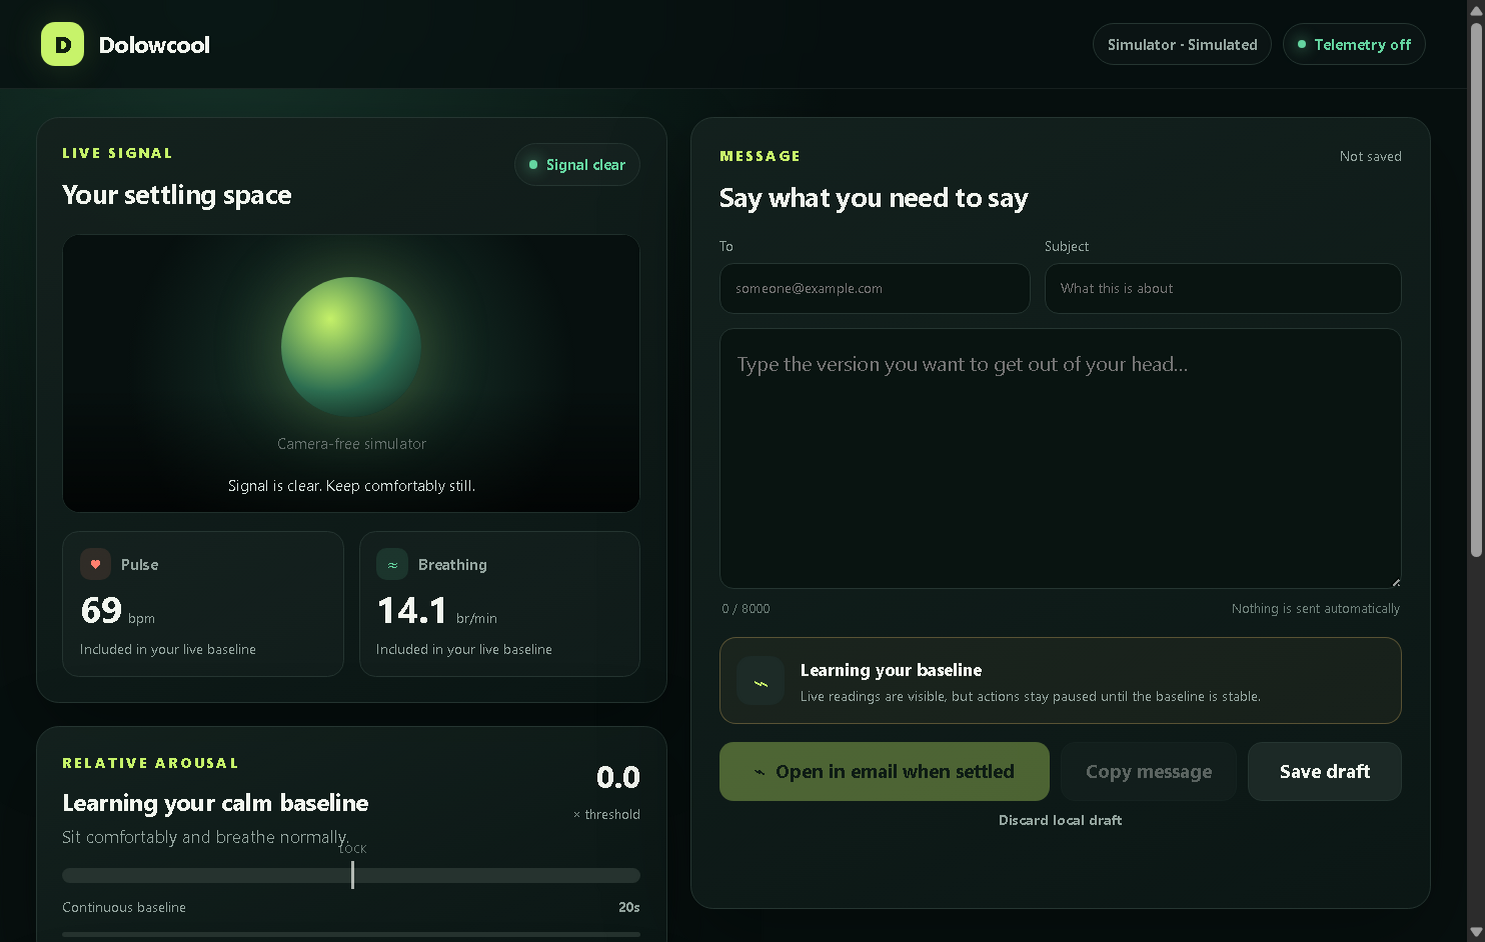 D Dolowcool
Simulator · Simulated
Telemetry off
LIVE SIGNAL
Your settling space
Signal clear
Camera-free simulator
Signal is clear. Keep comfortably still.
Pulse
69 bpm
Included in your live baseline
Breathing
14.1 br/min
Included in your live baseline
RELATIVE AROUSAL
Learning your calm baseline
Sit comfortably and breathe normally.
0.0
× threshold
LOCK
Continuous baseline
20s
MESSAGE
Not saved
Say what you need to say
To
Subject
someone@example.com
What this is about
Type the version you want to get out of your head...
0 / 8000
Nothing is sent automatically
Learning your baseline
Live readings are visible, but actions stay paused until the baseline is stable.
Open in email when settled
Copy message
Save draft
Discard local draft